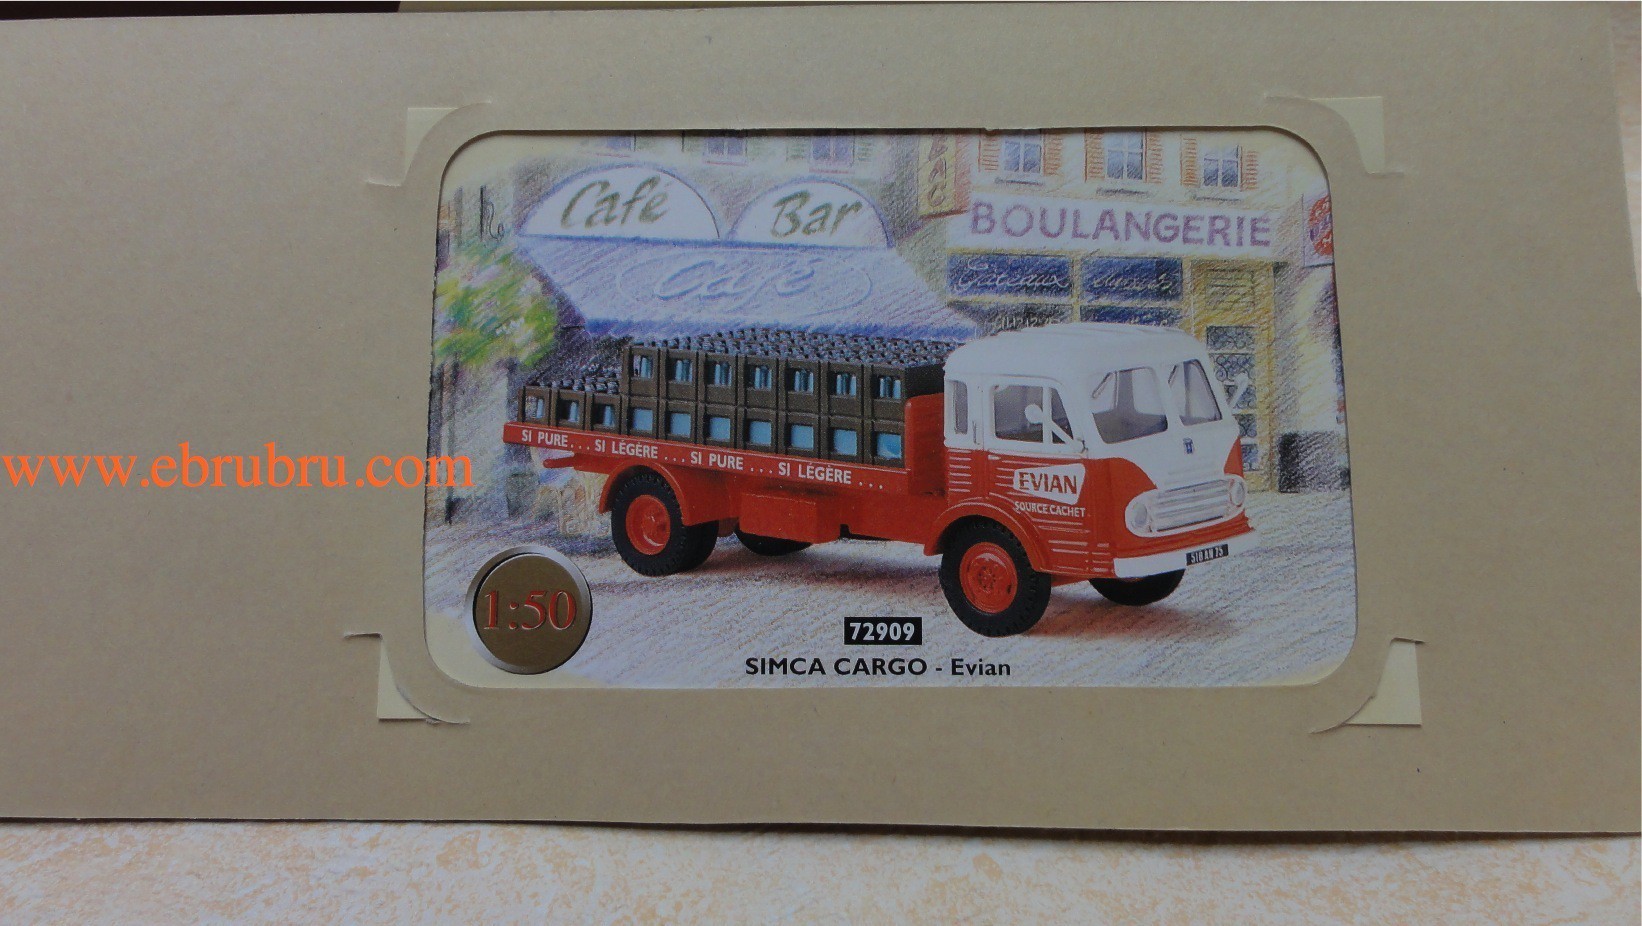 Café
Bar
BOULANGERIE
Café
Gateaux
SI PURE... SI LÉGÈRE... SI PURE... SI LÉGÈRE...
EVIAN
SOURCE CACHET
www.ebrubru.com
1:50
72909
SIMCA CARGO - Evian